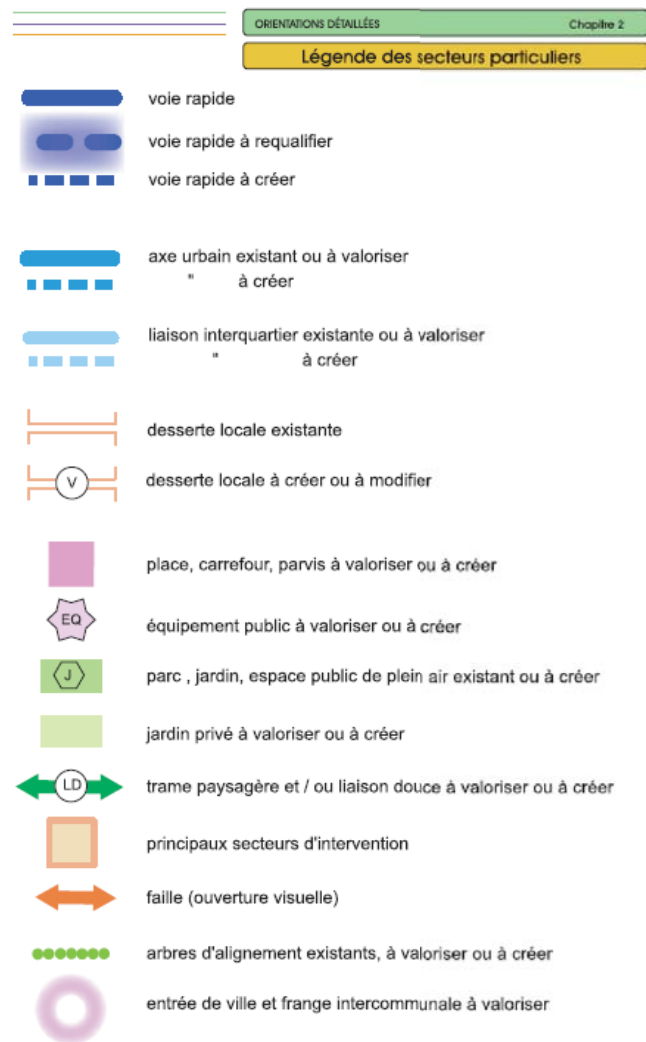 ORIENTATIONS DÉTAILLÉES Chapitre 2
Légende des secteurs particuliers
voie rapide
voie rapide à requalifier
voie rapide à créer
axe urbain existant ou à valoriser
" à créer
liaison interquartier existante ou à valoriser
" à créer
desserte locale existante
V desserte locale à créer ou à modifier
place, carrefour, parvis à valoriser ou à créer
EQ équipement public à valoriser ou à créer
J parc , jardin, espace public de plein air existant ou à créer
jardin privé à valoriser ou à créer
LD trame paysagère et / ou liaison douce à valoriser ou à créer
principaux secteurs d'intervention
faille (ouverture visuelle)
arbres d'alignement existants, à valoriser ou à créer
entrée de ville et frange intercommunale à valoriser